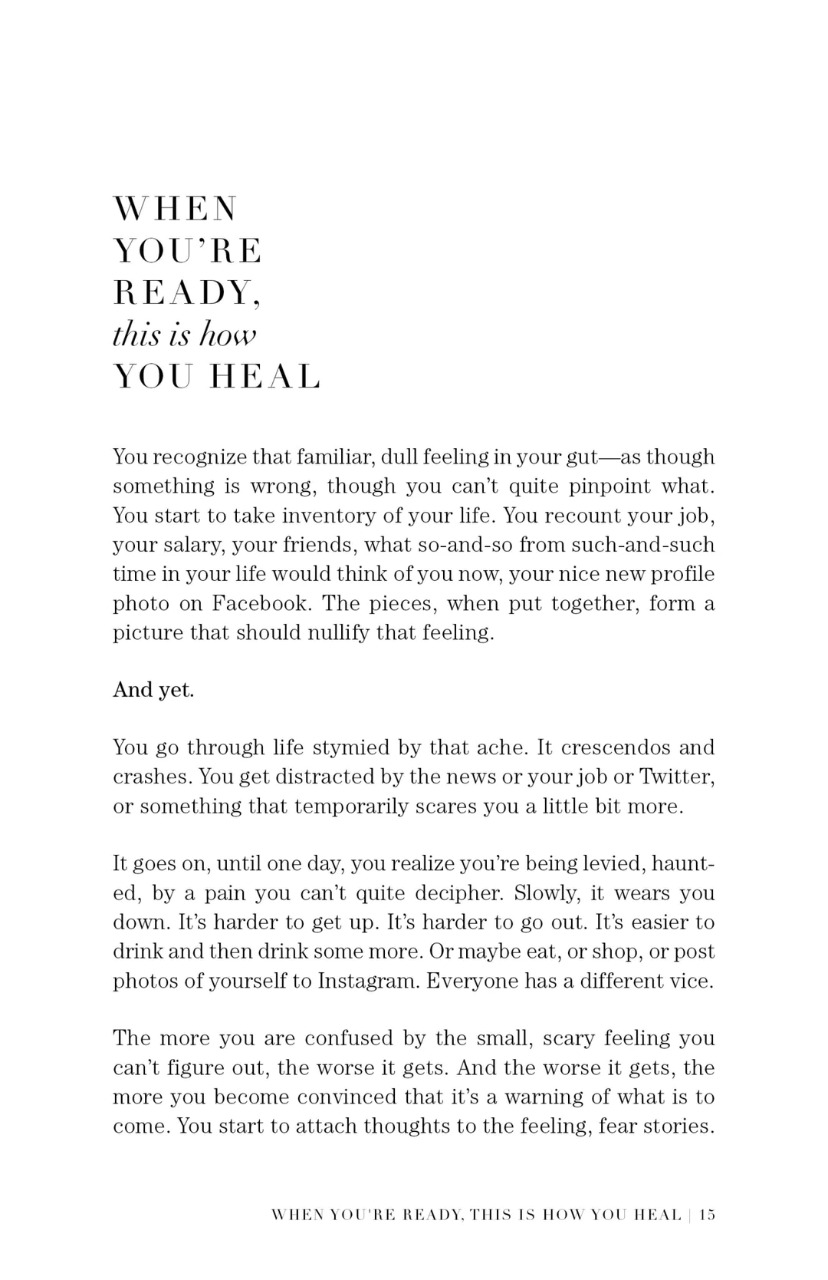 WHEN
YOU'RE
READY,
this is how
YOU HEAL
You recognize that familiar, dull feeling in your gut—as though
something is wrong, though you can't quite pinpoint what.
You start to take inventory of your life. You recount your job,
your salary, your friends, what so-and-so from such-and-such
time in your life would think of you now, your nice new profile
photo on Facebook. The pieces, when put together, form a
picture that should nullify that feeling.
And yet.
You go through life stymied by that ache. It crescendos and
crashes. You get distracted by the news or your job or Twitter,
or something that temporarily scares you a little bit more.
It goes on, until one day, you realize you're being levied, haunt-
ed, by a pain you can't quite decipher. Slowly, it wears you
down. It's harder to get up. It's harder to go out. It's easier to
drink and then drink some more. Or maybe eat, or shop, or post
photos of yourself to Instagram. Everyone has a different vice.
The more you are confused by the small, scary feeling you
can't figure out, the worse it gets. And the worse it gets, the
more you become convinced that it's a warning of what is to
come. You start to attach thoughts to the feeling, fear stories.
WHEN YOU'RE READY, THIS IS HOW YOU HEAL | 15